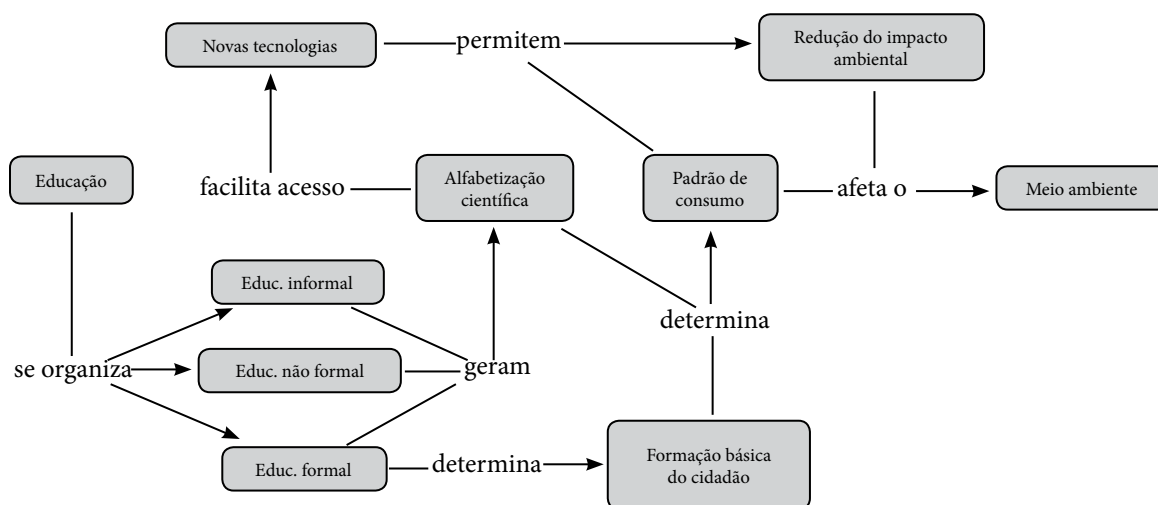 Novas tecnologias
permitem
Redução do impacto
ambiental
Educação
facilita acesso
Alfabetização
científica
Padrão de
consumo
afeta o
Meio ambiente
Educ. informal
determina
se organiza
Educ. não formal
geram
Educ. formal
determina
Formação básica
do cidadão